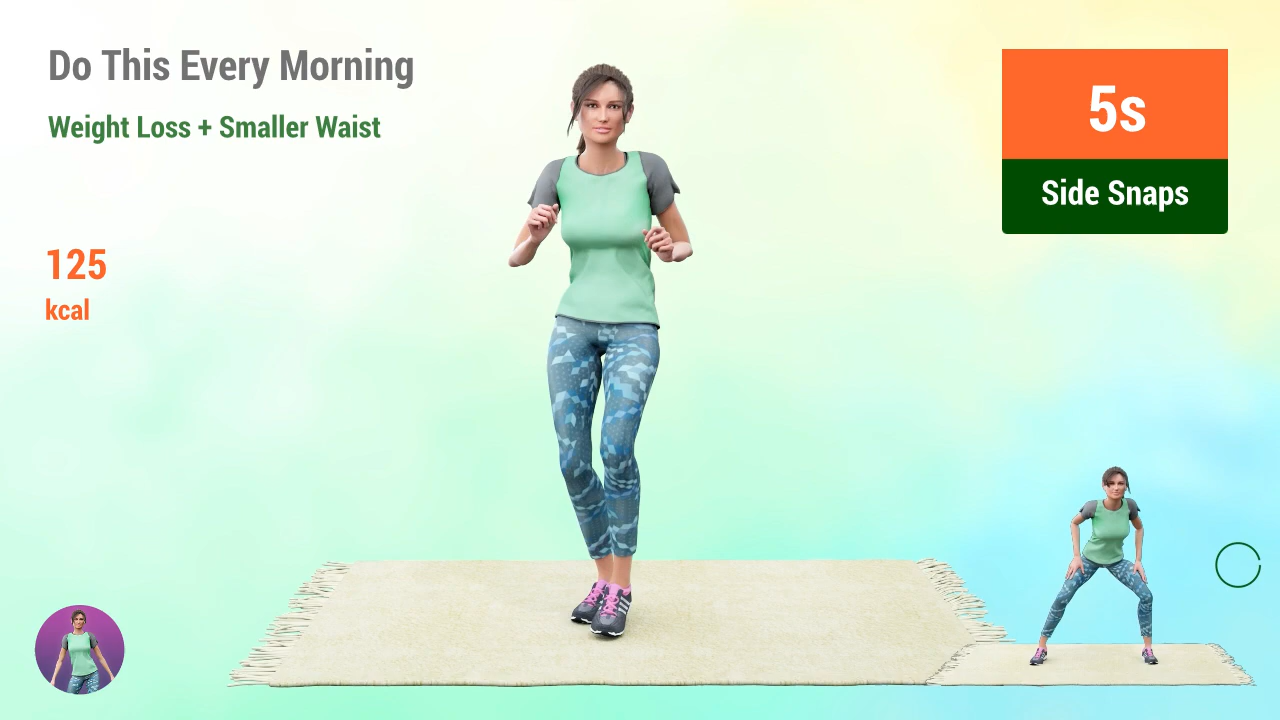 Do This Every Morning
Weight Loss + Smaller Waist
5s
Side Snaps
125
kcal